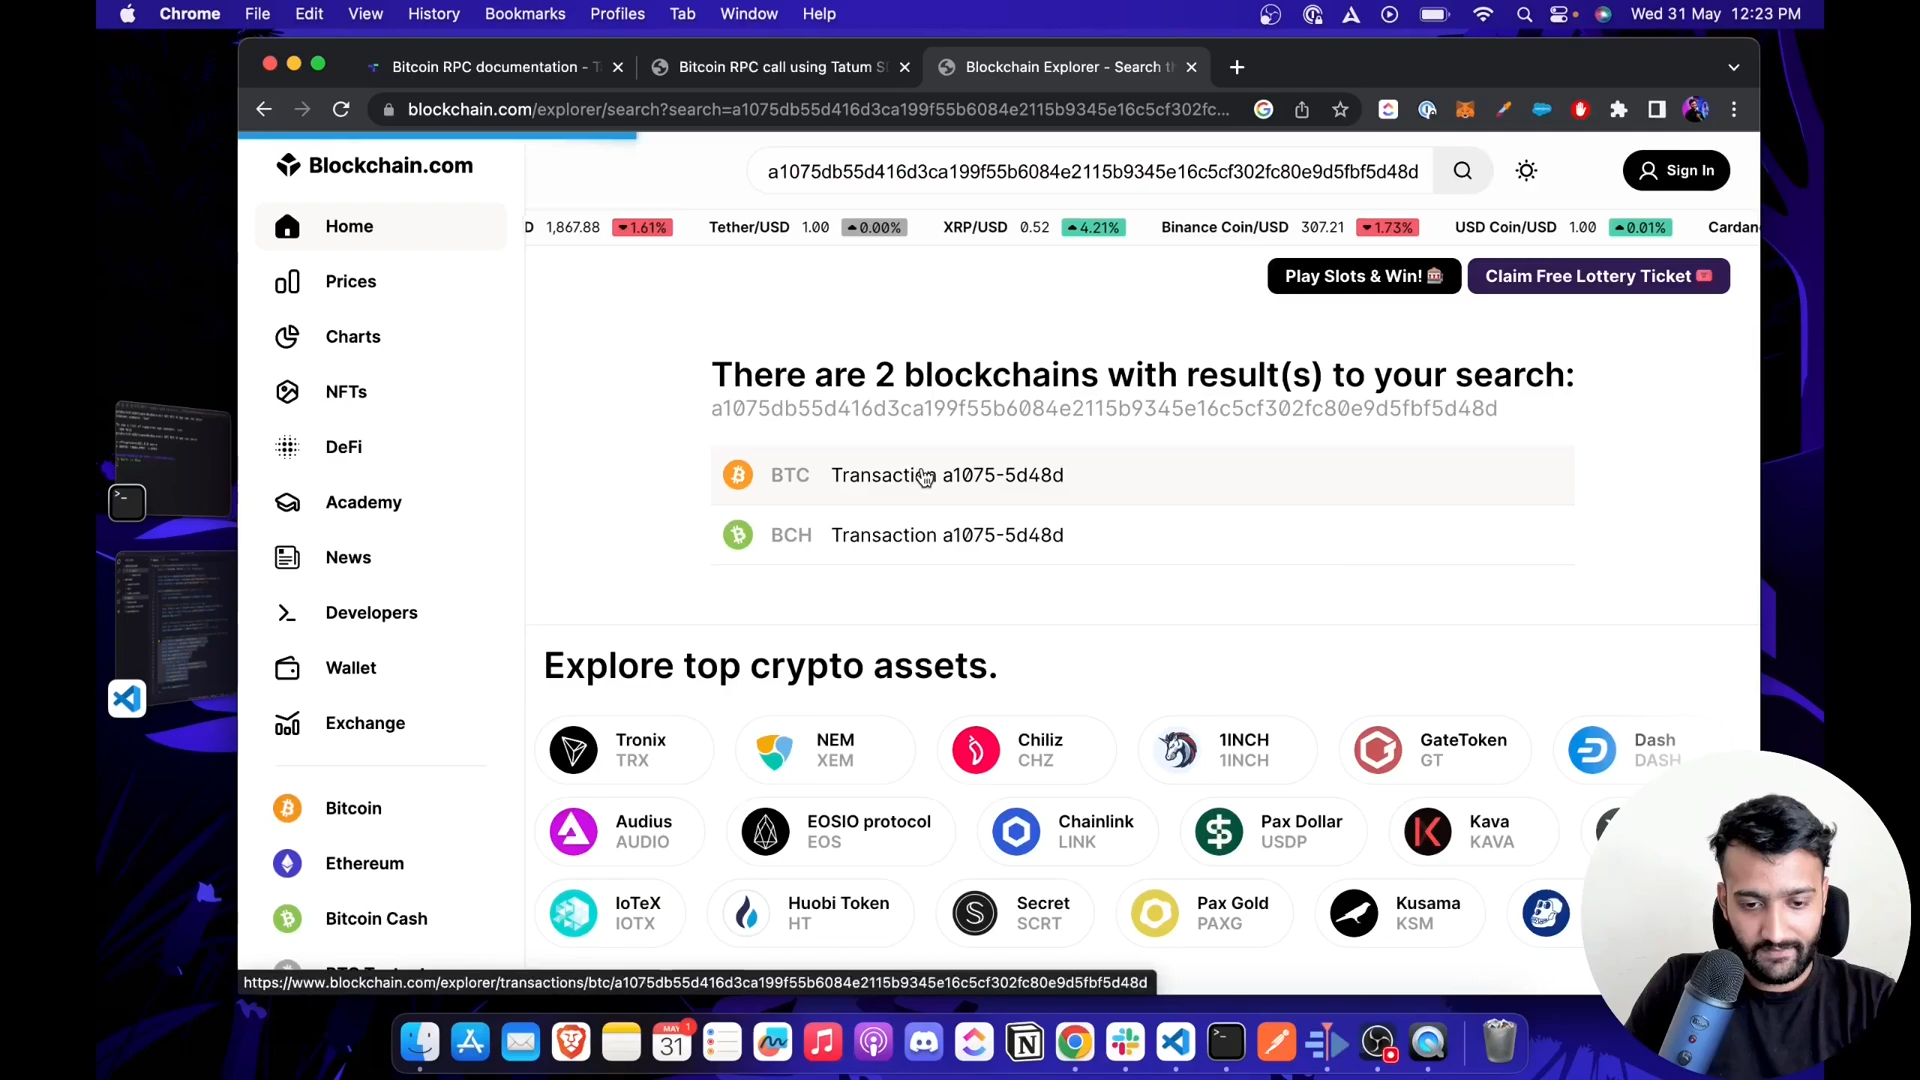 Chrome File Edit View History Bookmarks Profiles Tab Window Help
Wed 31 May 12:23 PM
Bitcoin RPC documentation -
Bitcoin RPC call using Tatum
Blockchain Explorer - Search
blockchain.com/explorer/search?search=a1075db55d416d3ca199f55b6084e2115b9345e16c5cf302fc...
Blockchain.com
a1075db55d416d3ca199f55b6084e2115b9345e16c5cf302fc80e9d5fbf5d48d
Sign In
D 1,867.88 1.61% Tether/USD 1.00 0.00% XRP/USD 0.52 4.21% Binance Coin/USD 307.21 1.73% USD Coin/USD 1.00 0.01% Cardan
Play Slots & Win!
Claim Free Lottery Ticket
Home
Prices
Charts
NFTs
DeFi
Academy
News
Developers
Wallet
Exchange
Bitcoin
Ethereum
Bitcoin Cash
There are 2 blockchains with result(s) to your search:
a1075db55d416d3ca199f55b6084e2115b9345e16c5cf302fc80e9d5fbf5d48d
BTC Transaction a1075-5d48d
BCH Transaction a1075-5d48d
Explore top crypto assets.
Tronix
TRX
NEM
XEM
Chiliz
CHZ
1INCH
1INCH
GateToken
GT
Dash
DASH
Audius
AUDIO
EOSIO protocol
EOS
Chainlink
LINK
Pax Dollar
USDP
Kava
KAVA
IoTeX
IOTX
Huobi Token
HT
Secret
SCRT
Pax Gold
PAXG
Kusama
KSM
https://www.blockchain.com/explorer/transactions/btc/a1075db55d416d3ca199f55b6084e2115b9345e16c5cf302fc80e9d5fbf5d48d
MAY
31
1